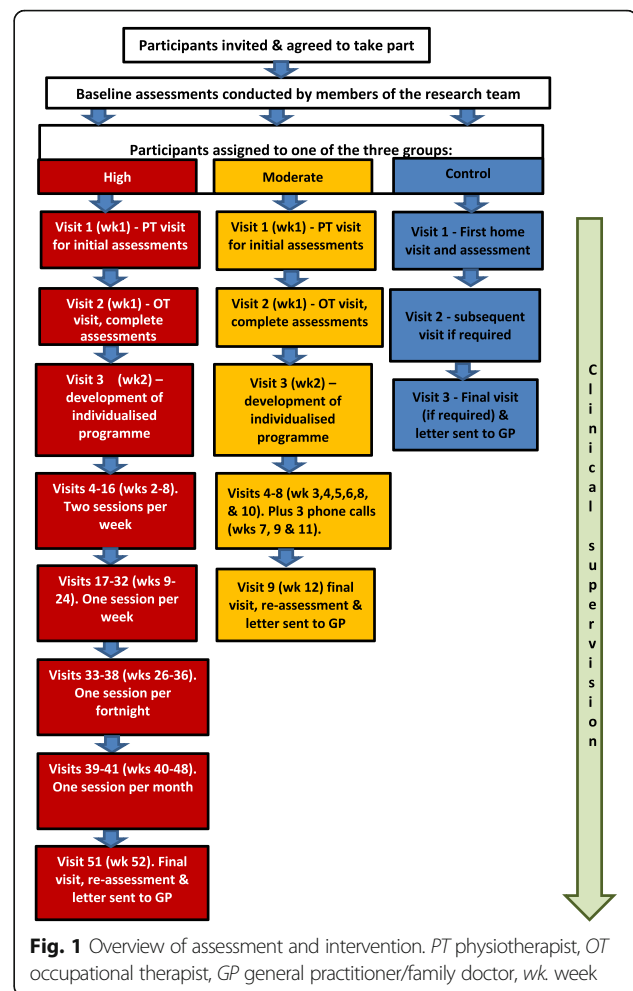 Participants invited & agreed to take part
Baseline assessments conducted by members of the research team
Participants assigned to one of the three groups:
High
Moderate
Control
Visit 1 (wk1) - PT visit
for initial assessments
Visit 1 (wk1) - PT visit
for initial assessments
Visit 1 - First home
visit and assessment
Visit 2 (wk1) - OT
visit, complete
assessments
Visit 2 (wk1) - OT visit,
complete assessments
Visit 2 - subsequent
visit if required
Visit 3 (wk2) –
development of
individualised
programme
Visit 3 (wk2) –
development of
individualised
programme
Visit 3 - Final visit
(if required) &
letter sent to GP
Visits 4-16 (wks 2-8).
Two sessions per
week
Visits 4-8 (wk 3,4,5,6,8,
& 10). Plus 3 phone calls
(wks 7, 9 & 11).
Visits 17-32 (wks 9-
24). One session per
week
Visit 9 (wk 12) final
visit, re-assessment &
letter sent to GP
Visits 33-38 (wks 26-36).
One session per
fortnight
Visits 39-41 (wks 40-48).
One session per month
Visit 51 (wk 52). Final
visit, re-assessment &
letter sent to GP
Clinical supervision
Fig. 1 Overview of assessment and intervention. PT physiotherapist, OT
occupational therapist, GP general practitioner/family doctor, wk. week